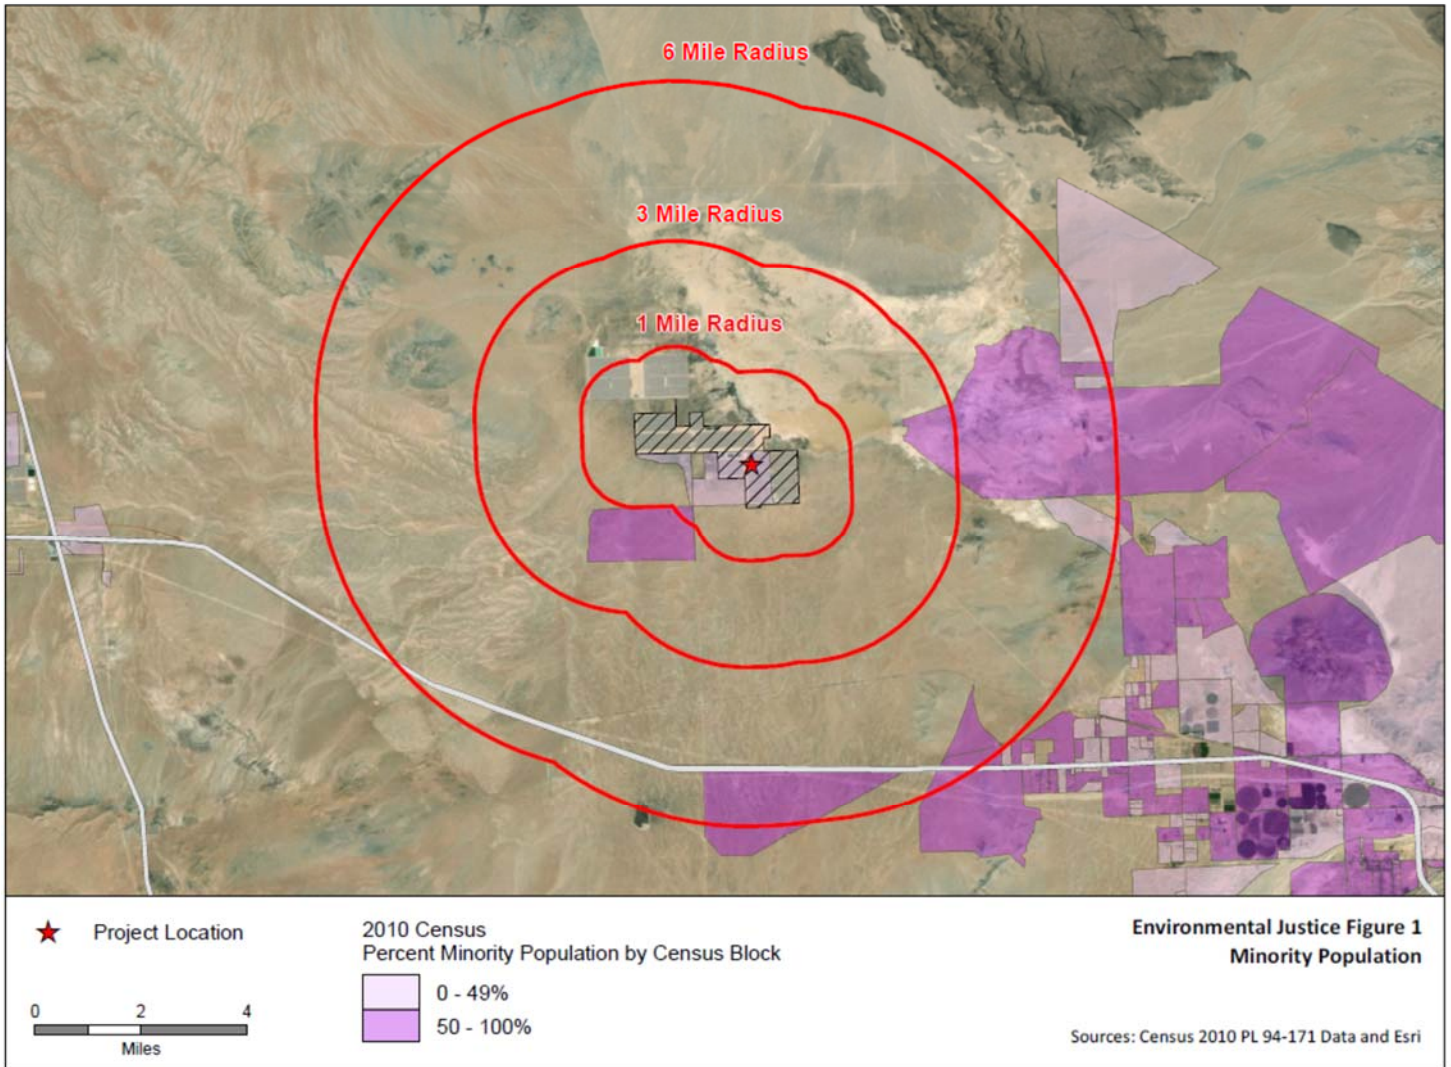 6 Mile Radius
3 Mile Radius
1 Mile Radius
Project Location
0 2 4
Miles
2010 Census
Percent Minority Population by Census Block
0 - 49%
50 - 100%
Environmental Justice Figure 1
Minority Population
Sources: Census 2010 PL 94-171 Data and Esri